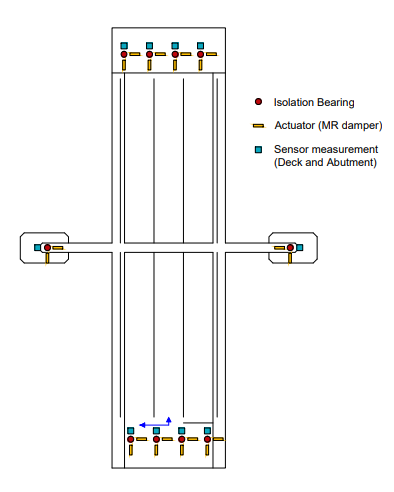 Isolation Bearing
Actuator (MR damper)
Sensor measurement
(Deck and Abutment)